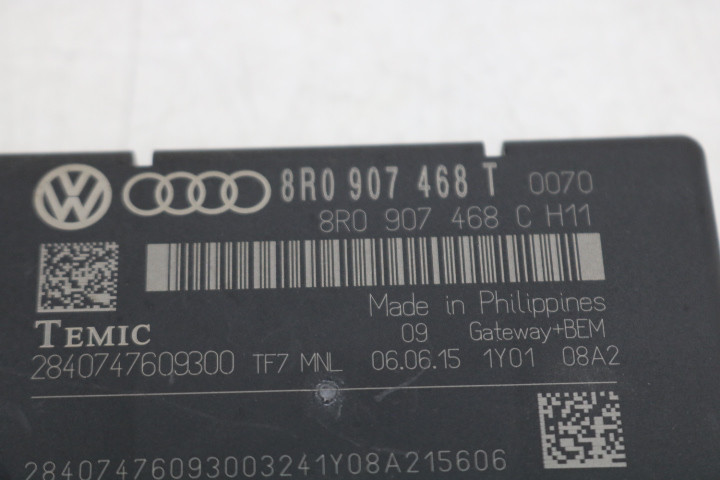 8R0 907 468 T 0070
8R0 907 468 C H11
Made in Philippines
TEMIC 09 Gateway+BEM
2840747609300 TF7 MNL 06.06.15 1Y01 08A2
28407476093003241Y08A215606